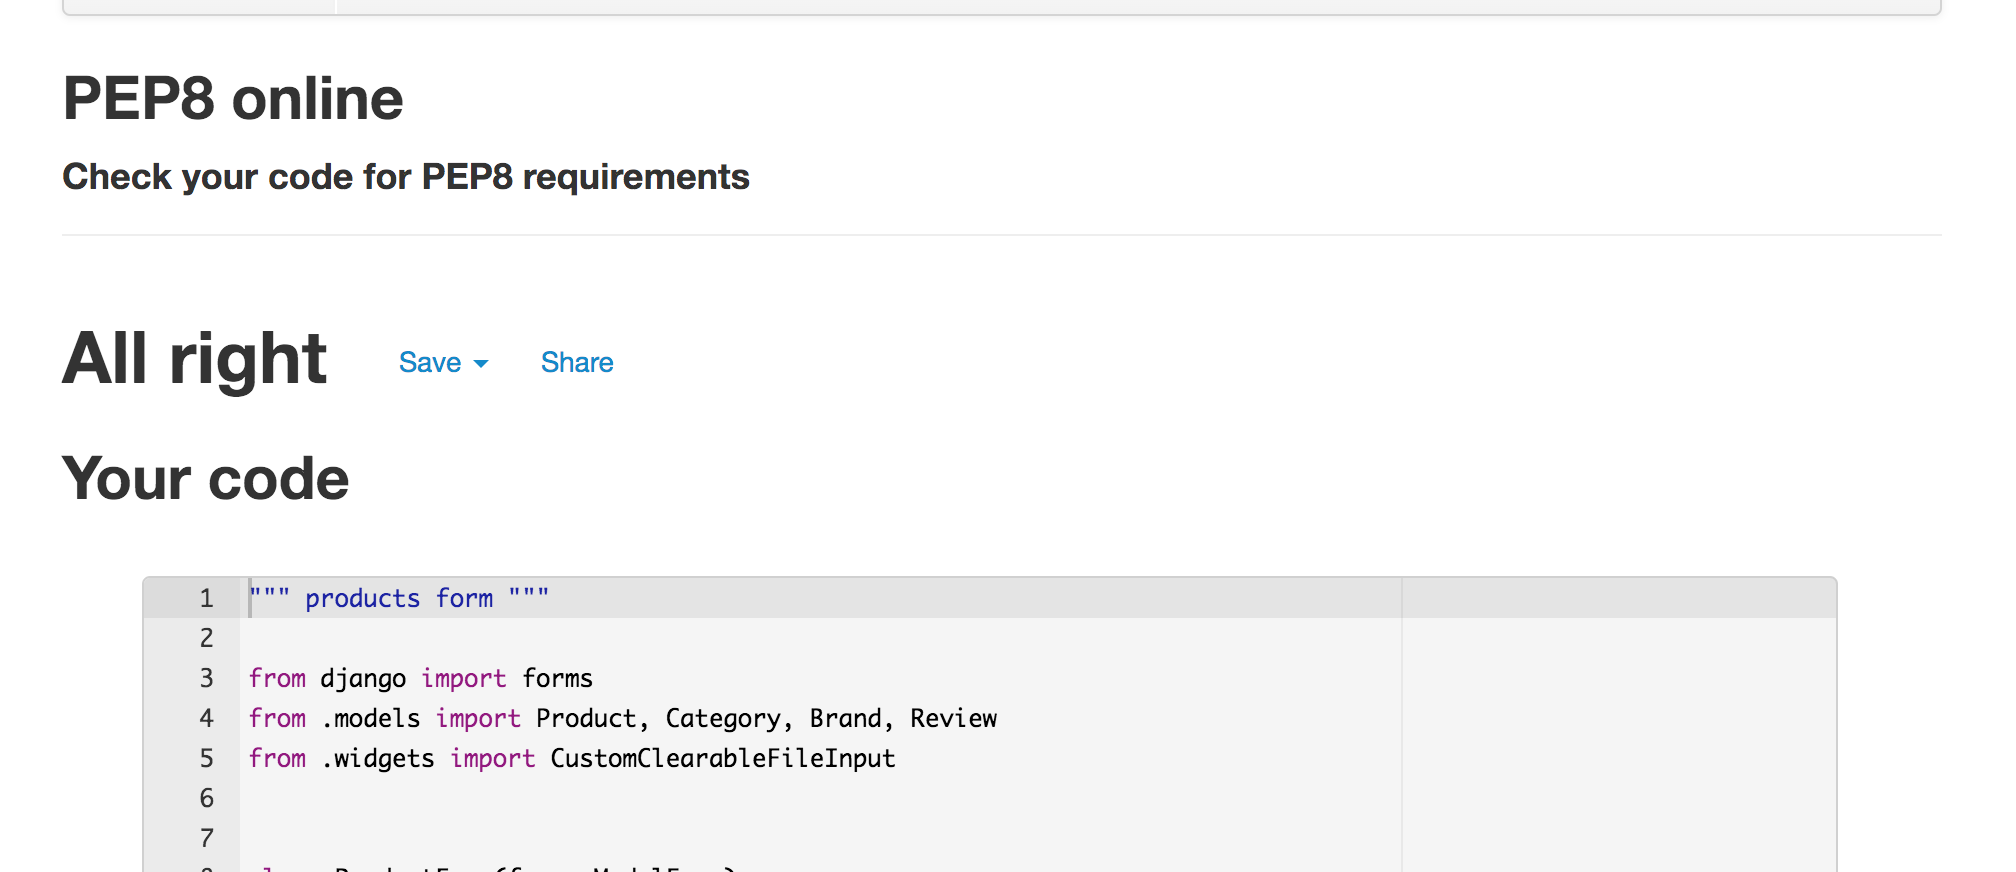 PEP8 online
Check your code for PEP8 requirements
All right Save Share
Your code
1 """ products form """
2
3 from django import forms
4 from .models import Product, Category, Brand, Review
5 from .widgets import CustomClearableFileInput
6
7